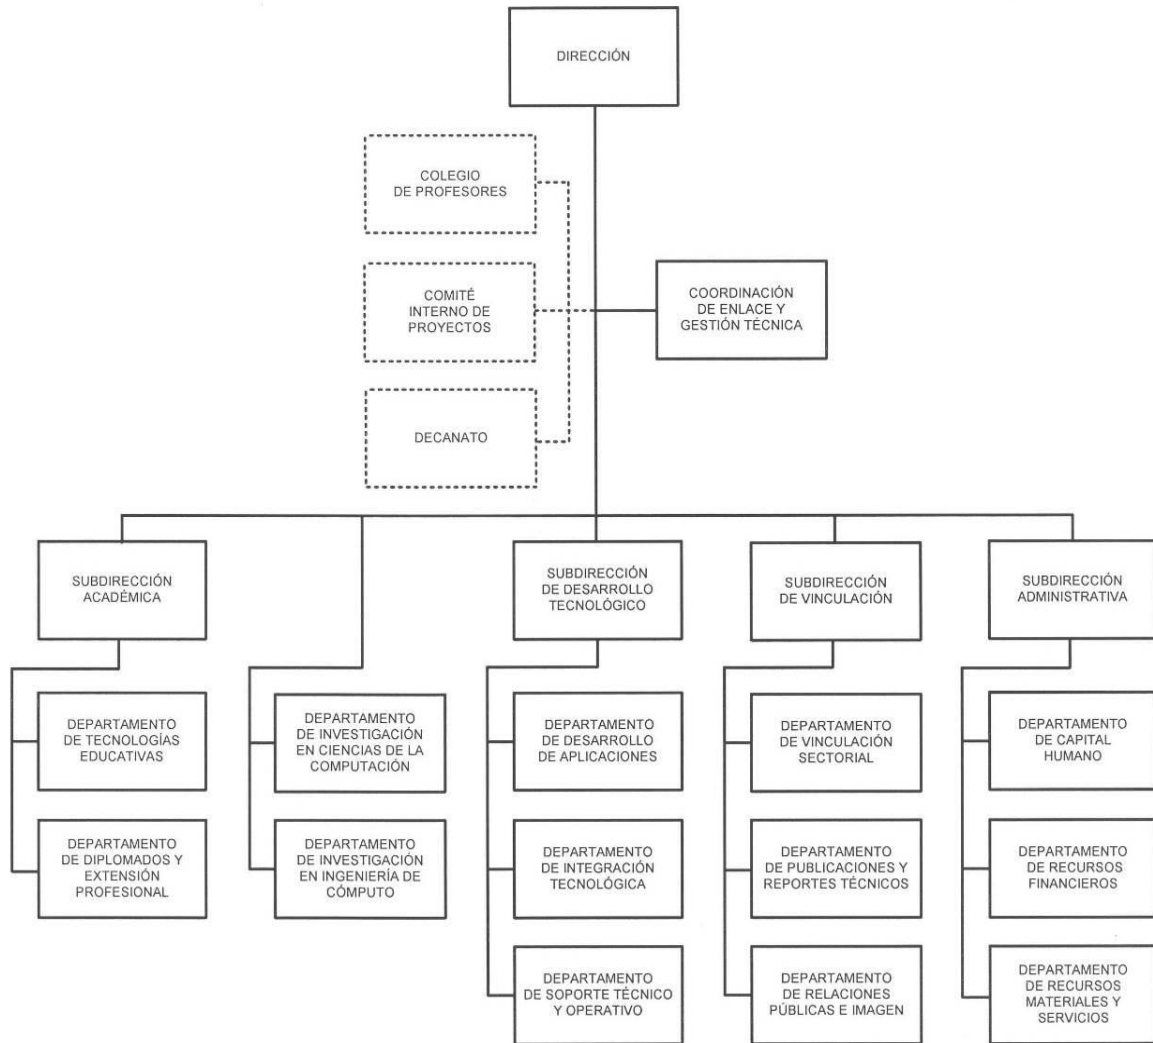 DIRECCIÓN
COLEGIO
DE PROFESORES
COMITÉ
INTERNO DE
PROYECTOS
COORDINACIÓN
DE ENLACE Y
GESTIÓN TÉCNICA
DECANATO
SUBDIRECCIÓN
ACADÉMICA
SUBDIRECCIÓN
DE DESARROLLO
TECNOLÓGICO
SUBDIRECCIÓN
DE VINCULACIÓN
SUBDIRECCIÓN
ADMINISTRATIVA
DEPARTAMENTO
DE TECNOLOGÍAS
EDUCATIVAS
DEPARTAMENTO
DE INVESTIGACIÓN
EN CIENCIAS DE LA
COMPUTACIÓN
DEPARTAMENTO
DE DESARROLLO
DE APLICACIONES
DEPARTAMENTO
DE VINCULACIÓN
SECTORIAL
DEPARTAMENTO
DE CAPITAL
HUMANO
DEPARTAMENTO
DE DIPLOMADOS Y
EXTENSIÓN
PROFESIONAL
DEPARTAMENTO
DE INVESTIGACIÓN
EN INGENIERÍA DE
CÓMPUTO
DEPARTAMENTO
DE INTEGRACIÓN
TECNOLÓGICA
DEPARTAMENTO
DE PUBLICACIONES Y
REPORTES TÉCNICOS
DEPARTAMENTO
DE RECURSOS
FINANCIEROS
DEPARTAMENTO
DE SOPORTE TÉCNICO
Y OPERATIVO
DEPARTAMENTO
DE RELACIONES
PÚBLICAS E IMAGEN
DEPARTAMENTO
DE RECURSOS
MATERIALES Y
SERVICIOS